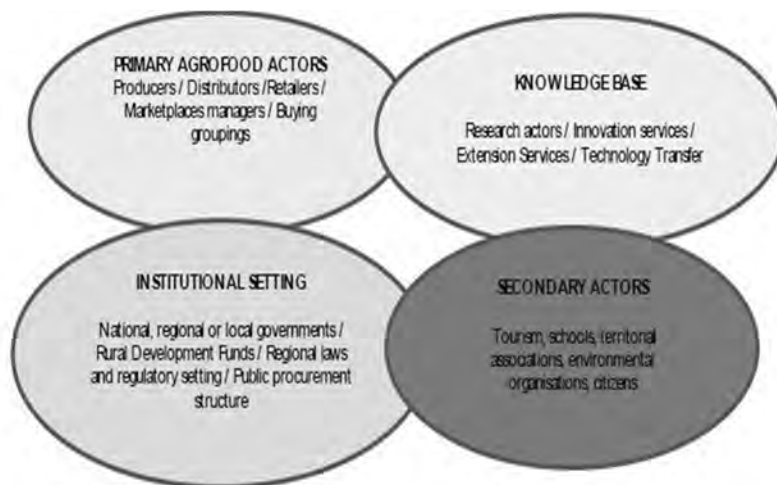 PRIMARY AGROFOOD ACTORS
Producers / Distributors /Retailers /
Marketplaces managers / Buying
groupings
KNOWLEDGE BASE
Research actors / Innovation services /
Extension Services / Technology Transfer
INSTITUTIONAL SETTING
National, regional or local governments /
Rural Development Funds / Regional laws
and regulatory setting / Public procurement
structure
SECONDARY ACTORS
Tourism, schools, territorial
associations, environmental
organisations, citizens